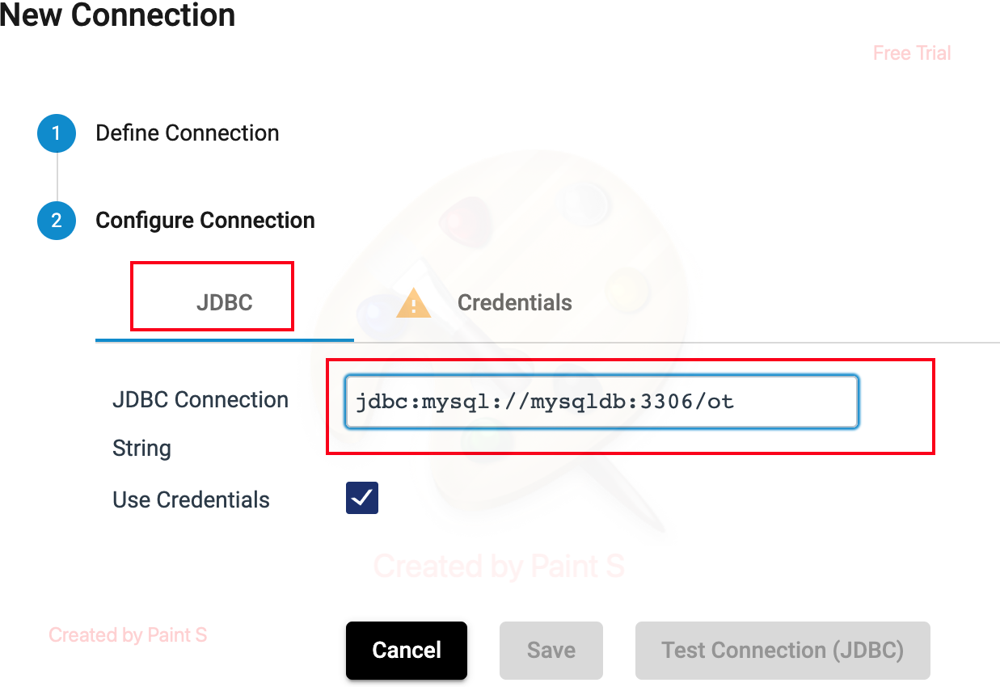 New Connection
Free Trial
1 Define Connection
2 Configure Connection
JDBC Credentials
JDBC Connection jdbc:mysql://mysqldb:3306/ot
String
Use Credentials
Created by Paint S
Created by Paint S
Cancel Save Test Connection (JDBC)